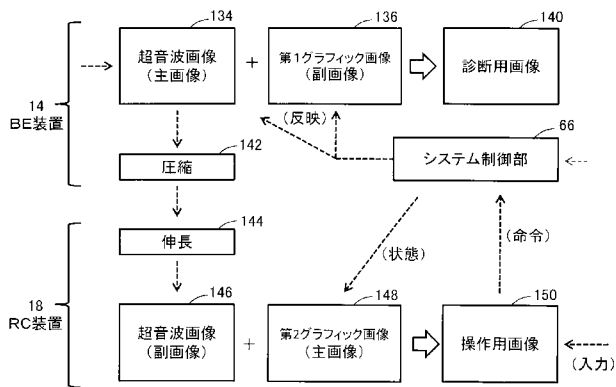 134
136
140
超音波画像
(主画像)
+
第1グラフィック画像
(副画像)
診断用画像
14
BE装置
(反映)
142
圧縮
66
システム制御部
144
伸長
(状態)
(命令)
18
RC装置
146
148
150
超音波画像
(副画像)
+
第2グラフィック画像
(主画像)
操作用画像
(入力)